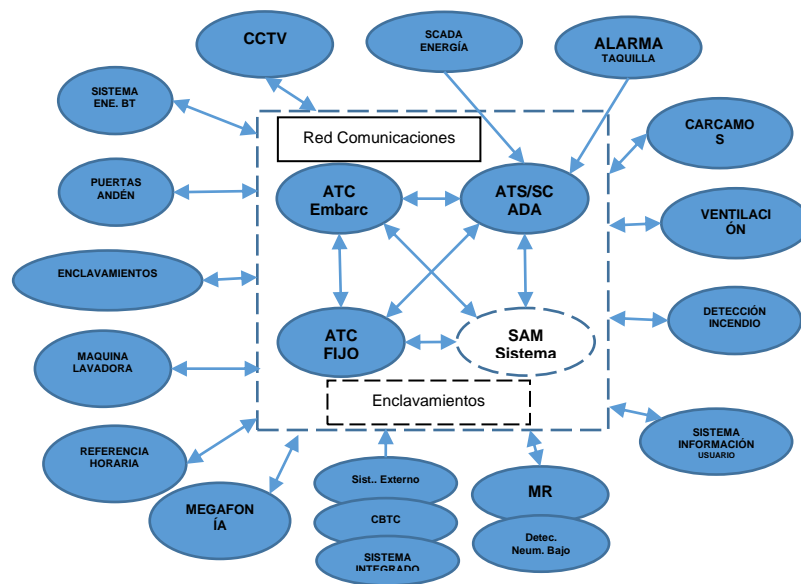 CCTV
SCADA
ENERGÍA
ALARMA
TAQUILLA
SISTEMA
ENE. BT
Red Comunicaciones
CARCAMO
S
PUERTAS
ANDÉN
ATC
Embarc
ATS/SC
ADA
VENTILACI
ÓN
ENCLAVAMIENTOS
DETECCIÓN
INCENDIO
ATC
FIJO
SAM
Sistema
MAQUINA
LAVADORA
Enclavamientos
SISTEMA
INFORMACIÓN
USUARIO
REFERENCIA
HORARIA
MEGAFON
ÍA
Sist.. Externo
CBTC
SISTEMA
INTEGRADO
MR
Detec.
Neum. Bajo